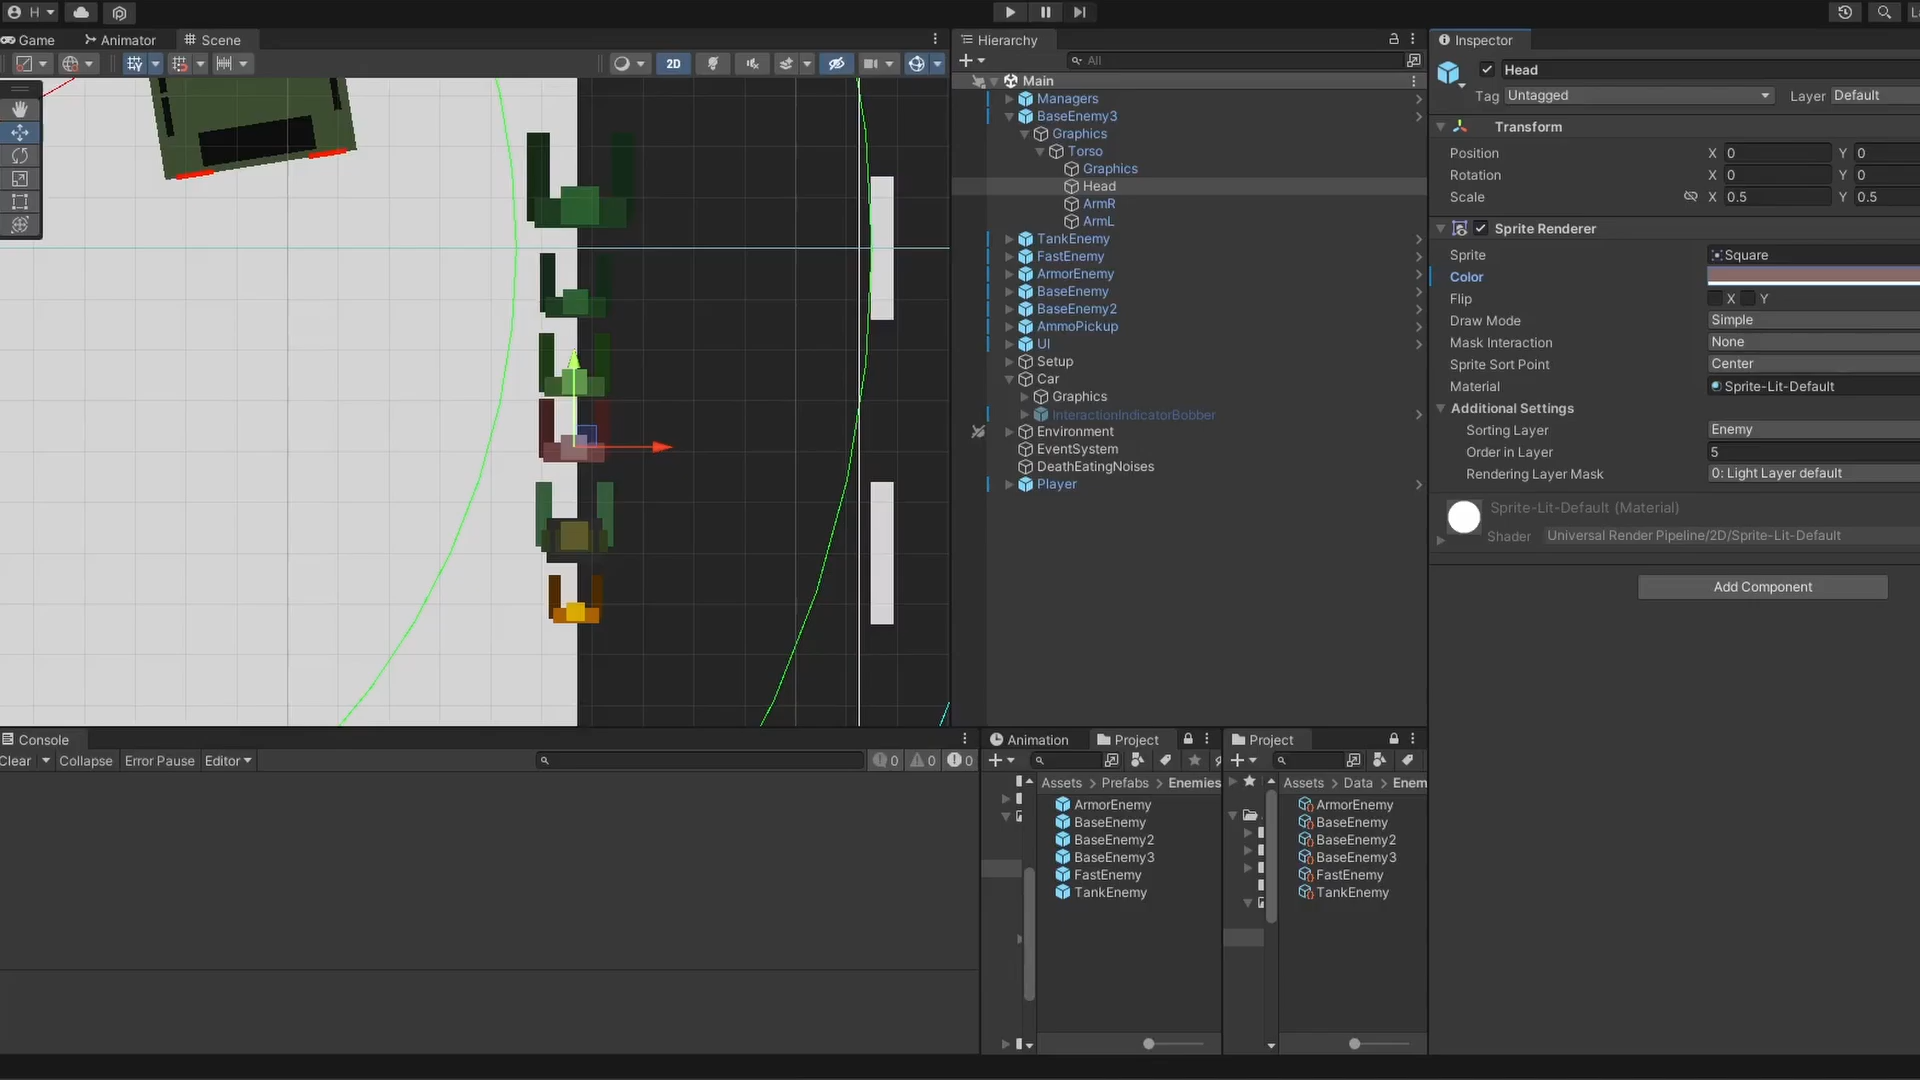 H
Game
Animator
Scene
2D
Hierarchy
All
Main
Managers
BaseEnemy3
Graphics
Torso
Graphics
Head
ArmR
ArmL
TankEnemy
FastEnemy
ArmorEnemy
BaseEnemy
BaseEnemy2
AmmoPickup
UI
Setup
Car
Graphics
InteractionIndicatorBobber
Environment
EventSystem
DeathEatingNoises
Player
Inspector
Head
Tag Untagged Layer Default
Transform
Position X 0 Y 0
Rotation X 0 Y 0
Scale X 0.5 Y 0.5
Sprite Renderer
Sprite Square
Color
Flip X Y
Draw Mode Simple
Mask Interaction None
Sprite Sort Point Center
Material Sprite-Lit-Default
Additional Settings
Sorting Layer Enemy
Order in Layer 5
Rendering Layer Mask 0: Light Layer default
Sprite-Lit-Default (Material)
Shader Universal Render Pipeline/2D/Sprite-Lit-Default
Add Component
Console
Clear Collapse Error Pause Editor
0 0 0
Animation Project
Assets > Prefabs > Enemies
ArmorEnemy
BaseEnemy
BaseEnemy2
BaseEnemy3
FastEnemy
TankEnemy
Project
Assets > Data > Enem
ArmorEnemy
BaseEnemy
BaseEnemy2
BaseEnemy3
FastEnemy
TankEnemy